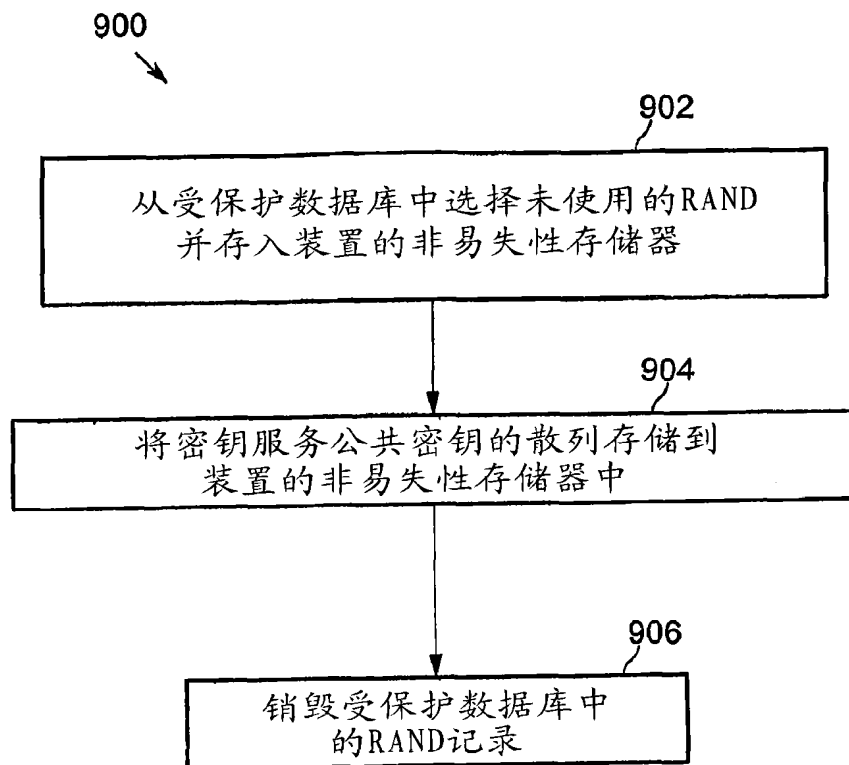 900
902
从受保护数据库中选择未使用的RAND
并存入装置的非易失性存储器
904
将密钥服务公共密钥的散列存储到
装置的非易失性存储器中
906
销毁受保护数据库中
的RAND记录